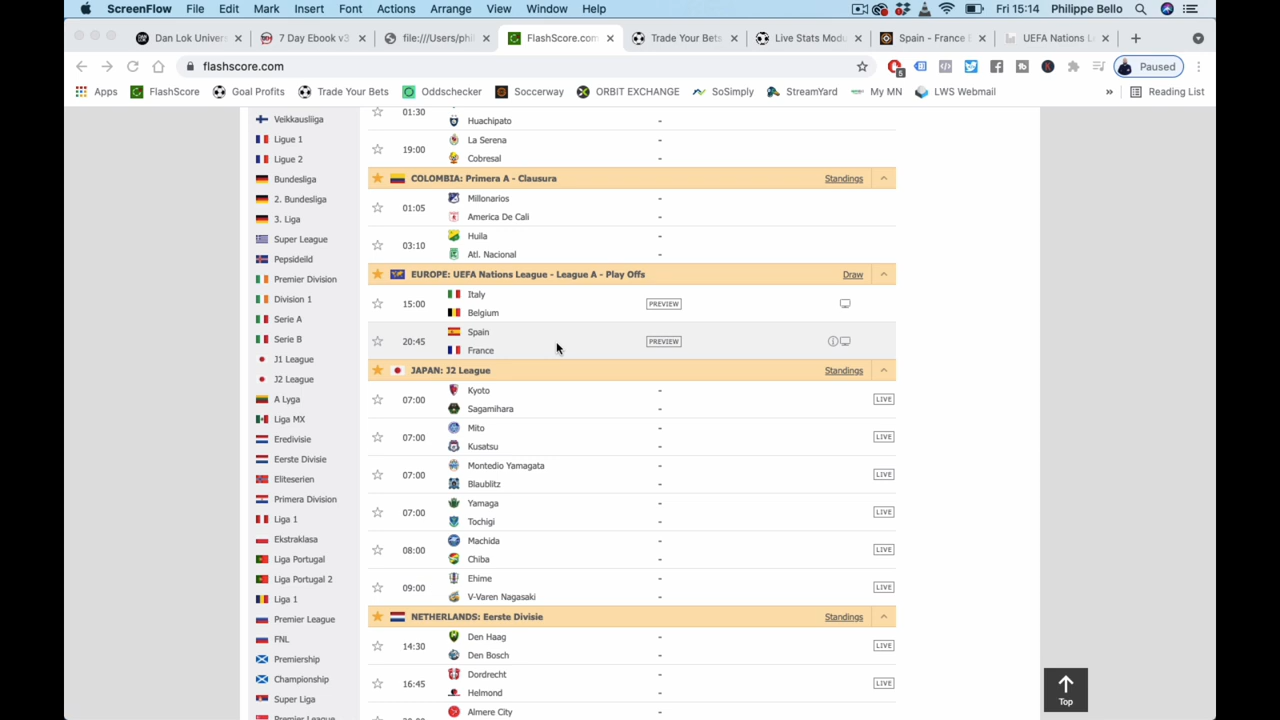 ScreenFlow File Edit Mark Insert Font Actions Arrange View Window Help Fri 15:14 Philippe Bello
Dan Lok Univers
7 Day Ebook v3
file:///Users/phi
FlashScore.com
Trade Your Bets
Live Stats Modu
Spain - France
UEFA Nations L
flashscore.com
5
Paused
Apps FlashScore Goal Profits Trade Your Bets Oddschecker Soccerway ORBIT EXCHANGE SoSimply StreamYard My MN LWS Webmail » Reading List
Veikkausliiga
Ligue 1
Ligue 2
Bundesliga
2. Bundesliga
3. Liga
Super League
Pepsideild
Premier Division
Division 1
Serie A
Serie B
J1 League
J2 League
A Lyga
Liga MX
Eredivisie
Eerste Divisie
Eliteserien
Primera Division
Liga 1
Ekstraklasa
Liga Portugal
Liga Portugal 2
Liga 1
Premier League
FNL
Premiership
Championship
Super Liga
Premier League
01:30
Huachipato -
19:00
La Serena -
Cobresal -
COLOMBIA: Primera A - Clausura Standings
01:05
Millonarios -
America De Cali -
03:10
Huila -
Atl. Nacional -
EUROPE: UEFA Nations League - League A - Play Offs Draw
15:00
Italy
Belgium
PREVIEW
20:45
Spain
France
PREVIEW
JAPAN: J2 League Standings
07:00
Kyoto -
Sagamihara -
LIVE
07:00
Mito -
Kusatsu -
LIVE
07:00
Montedio Yamagata -
Blaublitz -
LIVE
07:00
Yamaga -
Tochigi -
LIVE
08:00
Machida -
Chiba -
LIVE
09:00
Ehime -
V-Varen Nagasaki -
LIVE
NETHERLANDS: Eerste Divisie Standings
14:30
Den Haag -
Den Bosch -
LIVE
16:45
Dordrecht -
Helmond -
LIVE
Almere City -
Top